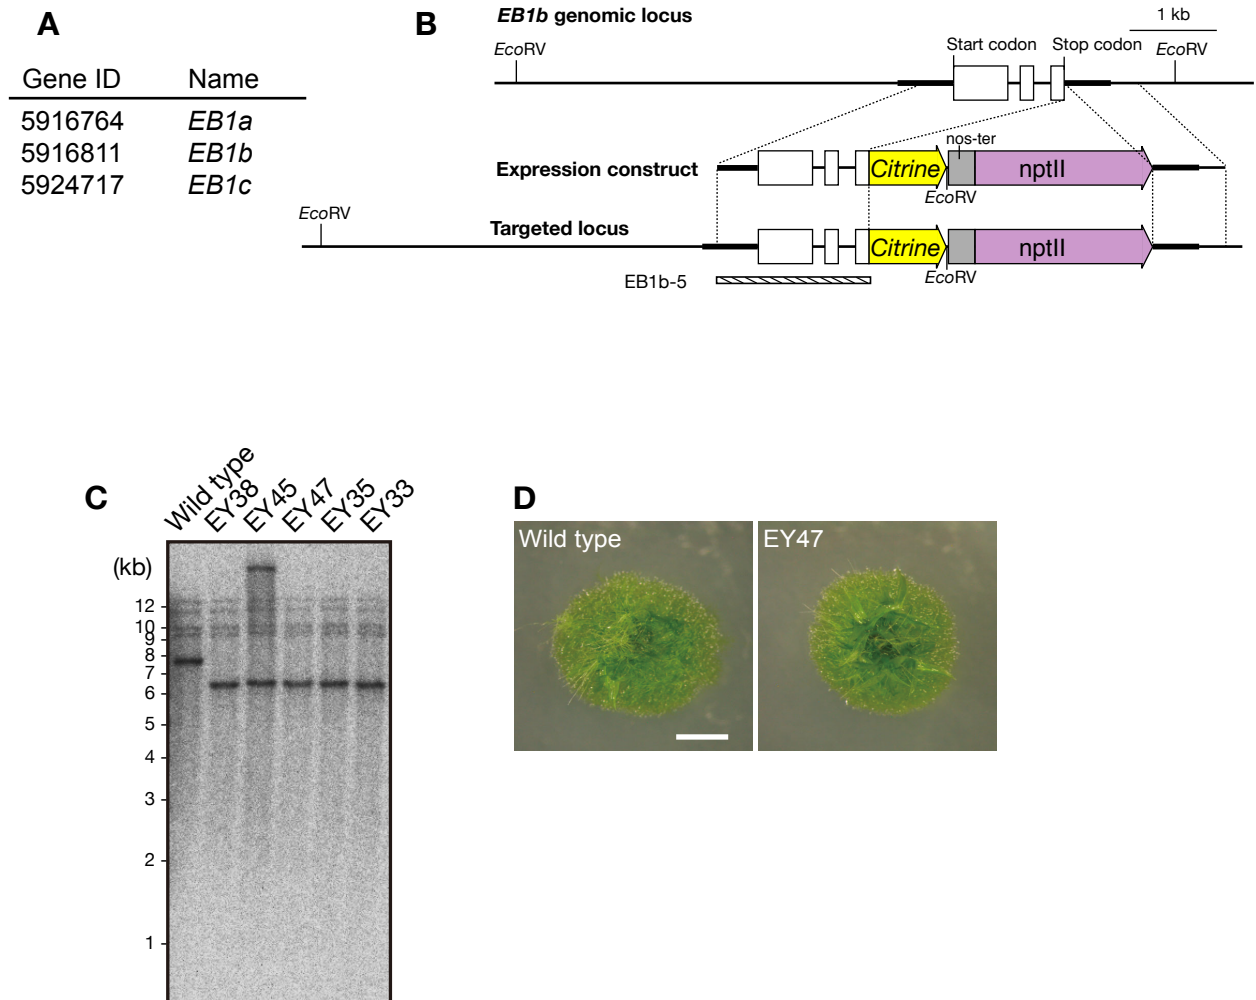 A
Gene ID Name
5916764 EB1a
5916811 EB1b
5924717 EB1c
B
EB1b genomic locus
1 kb
EcoRV
Start codon
Stop codon
EcoRV
nos-ter
Expression construct
Citrine
nptII
EcoRV
EcoRV
Targeted locus
Citrine
nptII
EcoRV
EB1b-5
C
Wild type
EY38
EY45
EY47
EY35
EY33
(kb)
12
10
9
8
7
6
5
4
3
2
1
D
Wild type
EY47